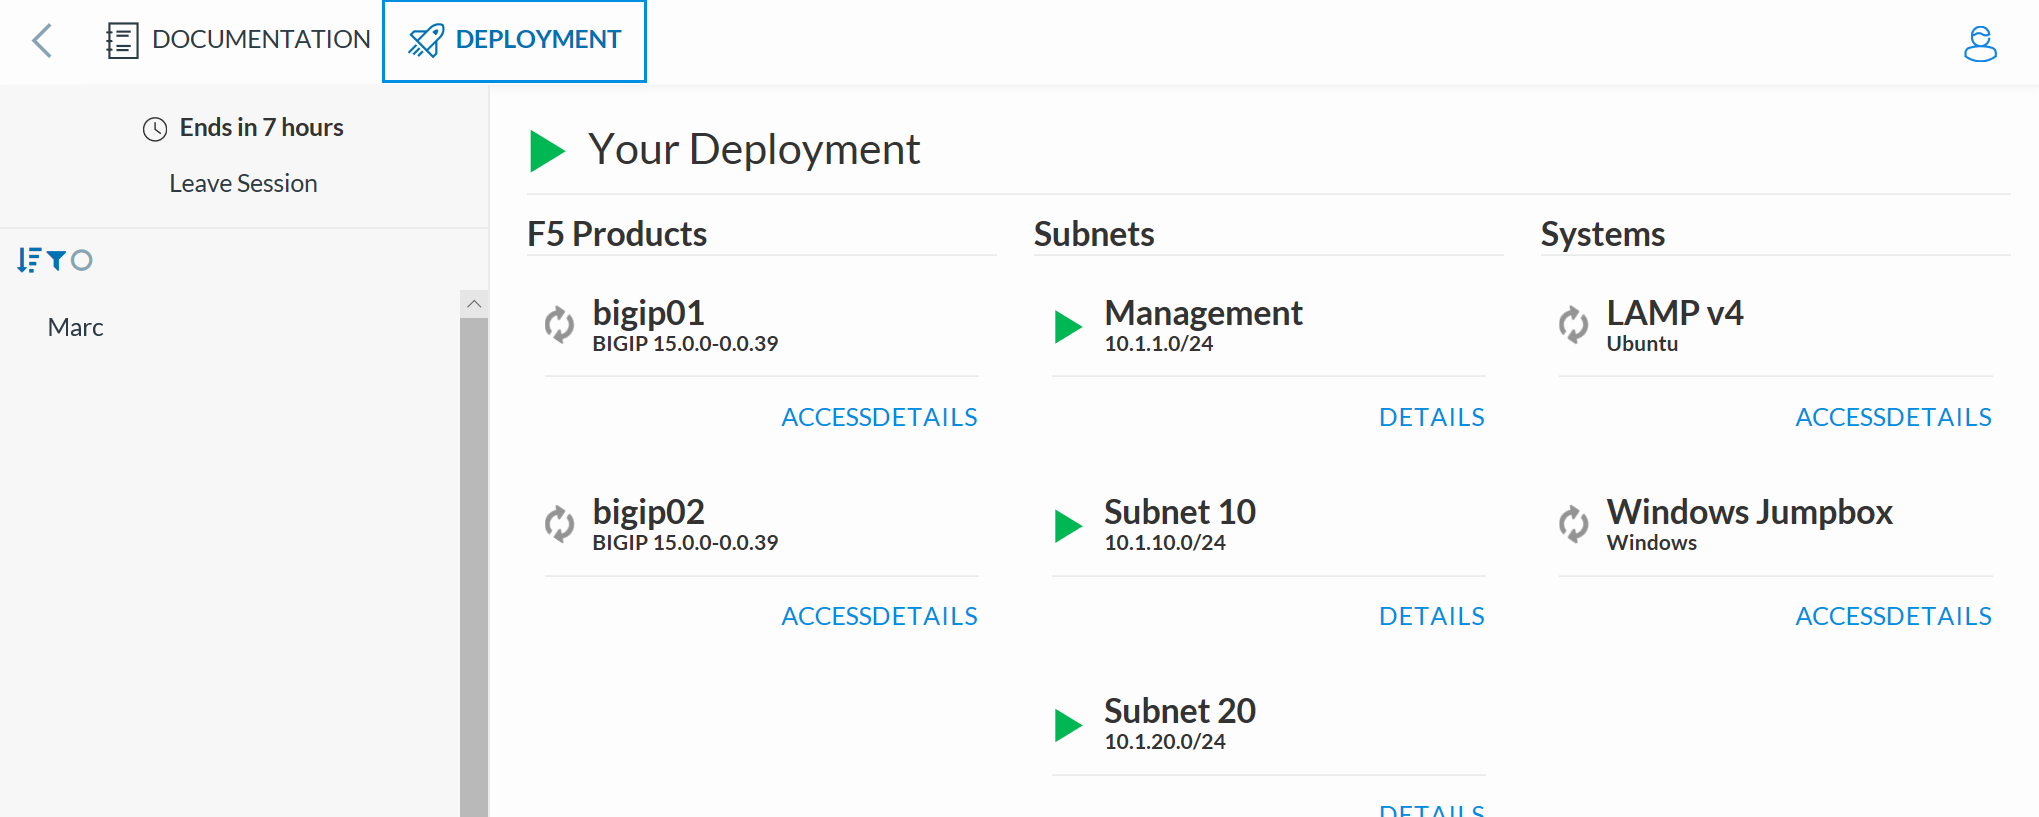 DOCUMENTATION
DEPLOYMENT
Ends in 7 hours
Leave Session
Marc
Your Deployment
F5 Products
bigip01
BIGIP 15.0.0-0.0.39
ACCESSDETAILS
bigip02
BIGIP 15.0.0-0.0.39
ACCESSDETAILS
Subnets
Management
10.1.1.0/24
DETAILS
Subnet 10
10.1.10.0/24
DETAILS
Subnet 20
10.1.20.0/24
DETAILS
Systems
LAMP v4
Ubuntu
ACCESSDETAILS
Windows Jumpbox
Windows
ACCESSDETAILS